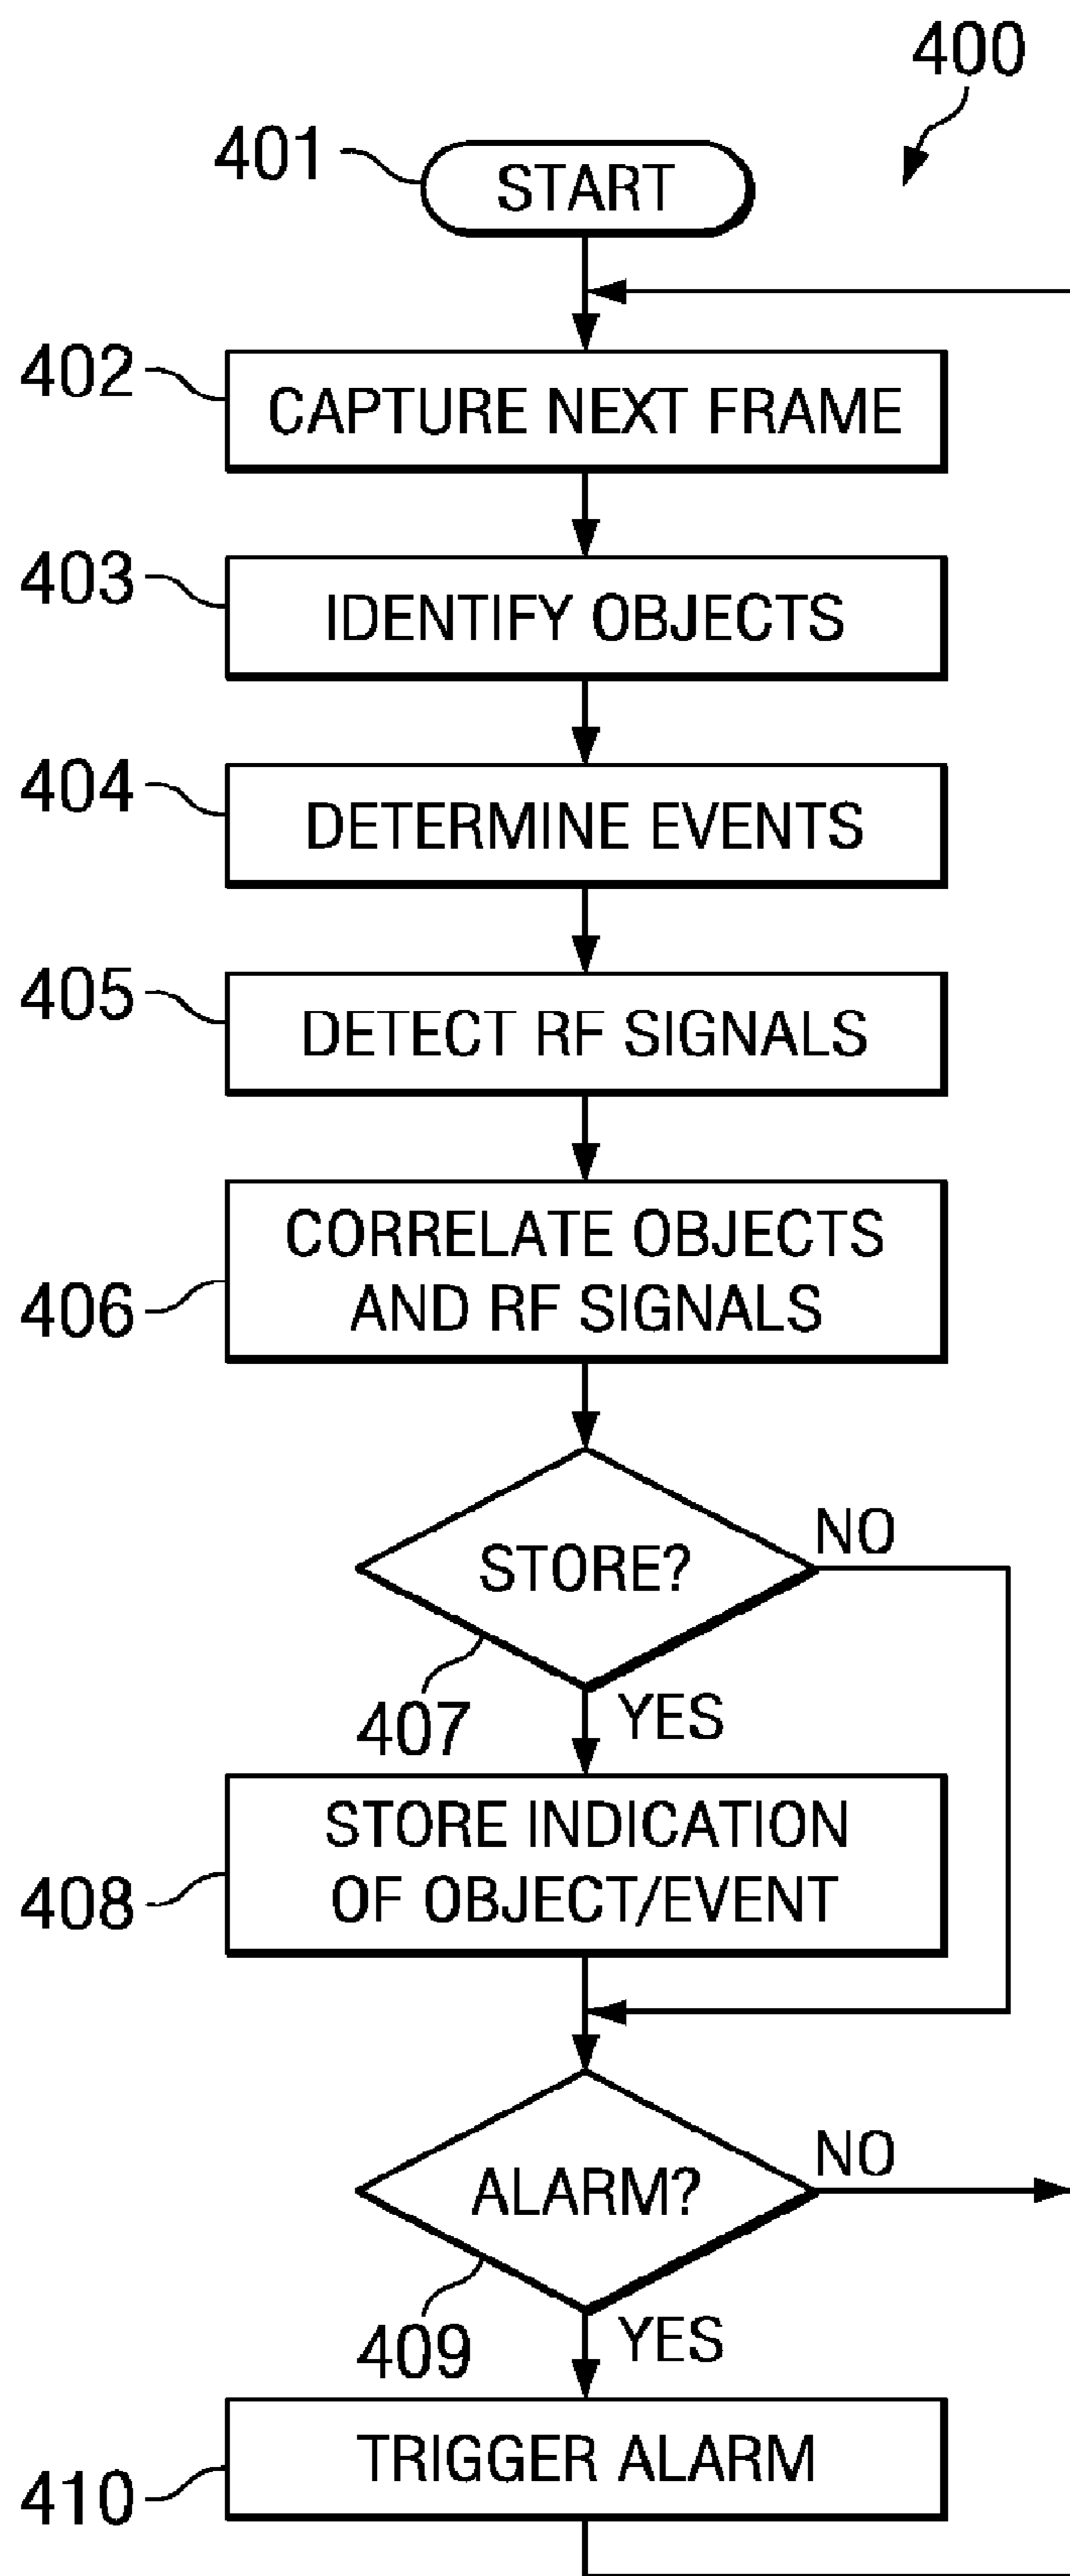 400
401
START
402
CAPTURE NEXT FRAME
403
IDENTIFY OBJECTS
404
DETERMINE EVENTS
405
DETECT RF SIGNALS
406
CORRELATE OBJECTS
AND RF SIGNALS
STORE?
NO
407
YES
408
STORE INDICATION
OF OBJECT/EVENT
ALARM?
NO
409
YES
410
TRIGGER ALARM